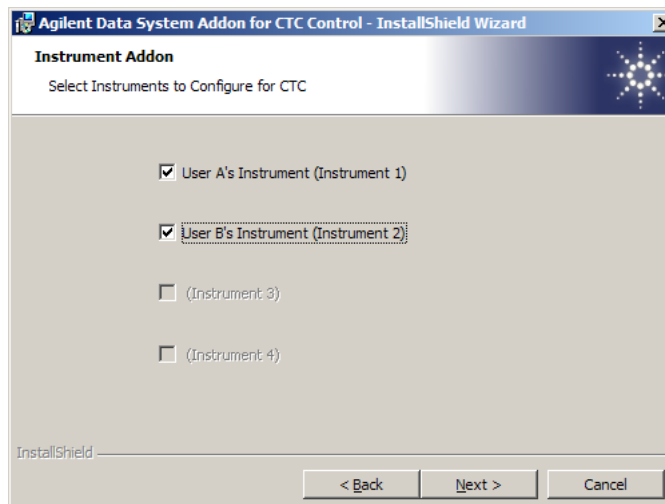 Agilent Data System Addon for CTC Control - InstallShield Wizard
Instrument Addon
Select Instruments to Configure for CTC
User A's Instrument (Instrument 1)
User B's Instrument (Instrument 2)
(Instrument 3)
(Instrument 4)
InstallShield
< Back Next > Cancel